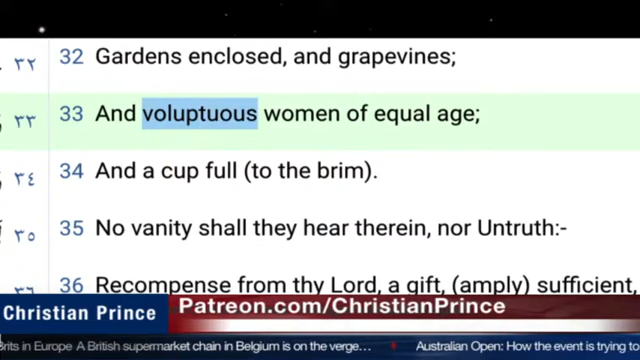 ٣٢ 32 Gardens enclosed, and grapevines;
٣٣ 33 And voluptuous women of equal age;
٣٤ 34 And a cup full (to the brim).
٣٥ 35 No vanity shall they hear therein, nor Untruth:-
٣٦ 36 Recompense from thy Lord, a gift, (amply) sufficient,
Christian Prince Patreon.com/ChristianPrince
Brits in Europe A British supermarket chain in Belgium is on the verge... Australian Open: How the event is trying to